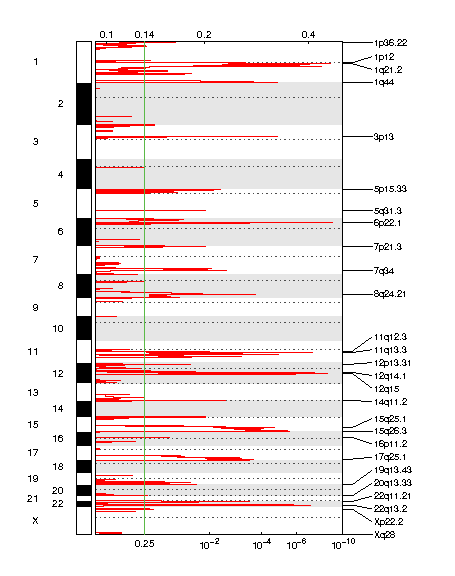 0.1 0.14 0.2 0.4
1
2
3
4
5
6
7
8
9
10
11
12
13
14
15
16
17
18
19
20
21
22
X
1p36.22
1p12
1q21.2
1q44
3p13
5p15.33
5q31.3
6p22.1
7p21.3
7q34
8q24.21
11q12.3
11q13.3
12p13.31
12q14.1
12q15
14q11.2
15q25.1
15q26.3
16p11.2
17q25.1
19q13.43
20q13.33
22q11.21
22q13.2
Xp22.2
Xq28
0.25 10⁻² 10⁻⁴ 10⁻⁶ 10⁻¹⁰